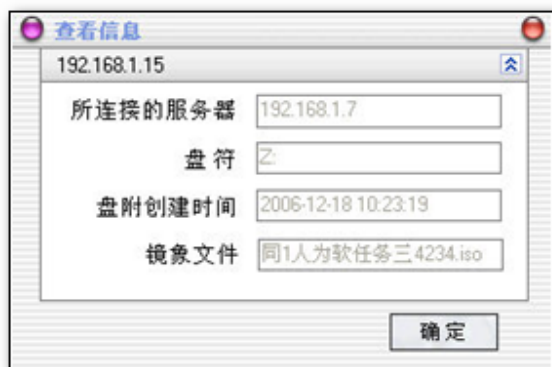 查看信息
192.168.1.15
所连接的服务器 192.168.1.7
盘符 Z:
盘附创建时间 2006-12-18 10:23:19
镜象文件 同1人为软任务三4234.iso
确定